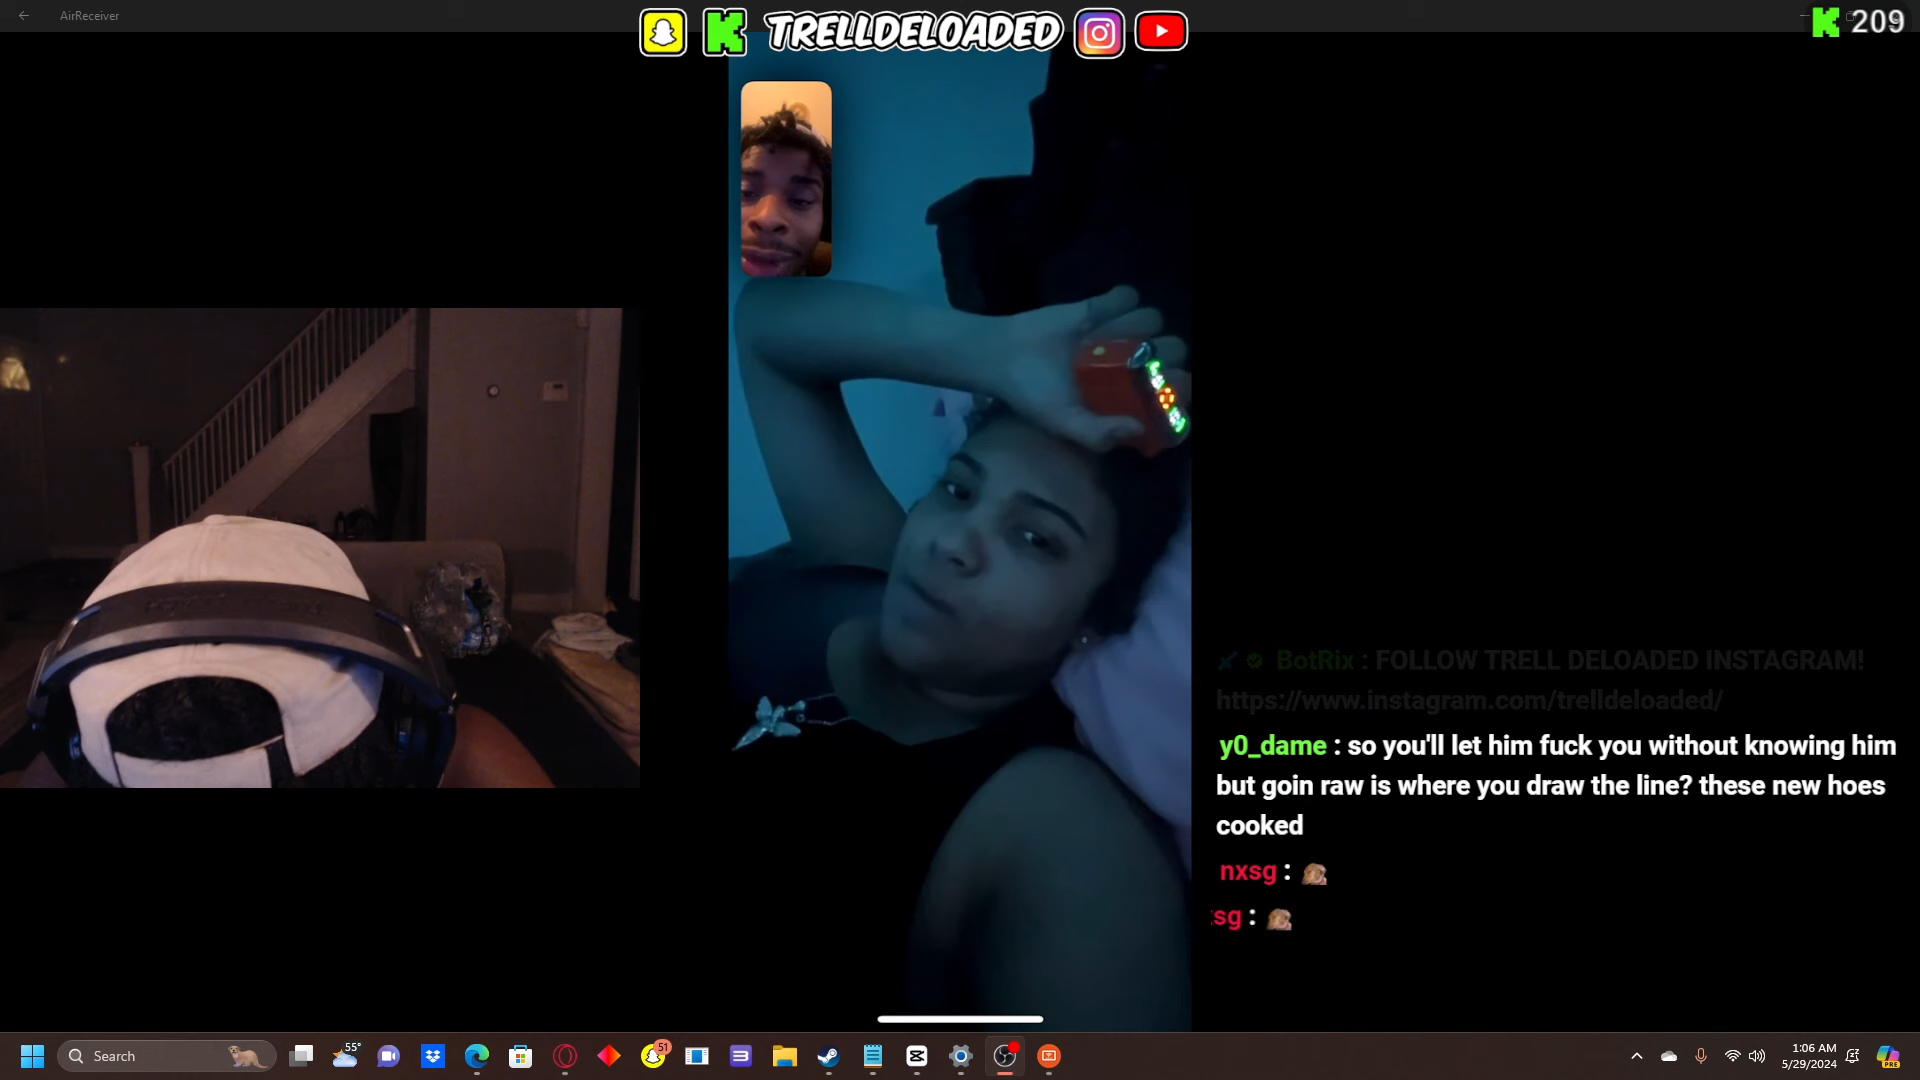 AirReceiver
TRELLDELOADED
209
BotRix : FOLLOW TRELL DELOADED INSTAGRAM!
https://www.instagram.com/trelldeloaded/
y0_dame : so you'll let him fuck you without knowing him
but goin raw is where you draw the line? these new hoes
cooked
nxsg :
sg :
Search
55°
51
1:06 AM
5/29/2024
PRE